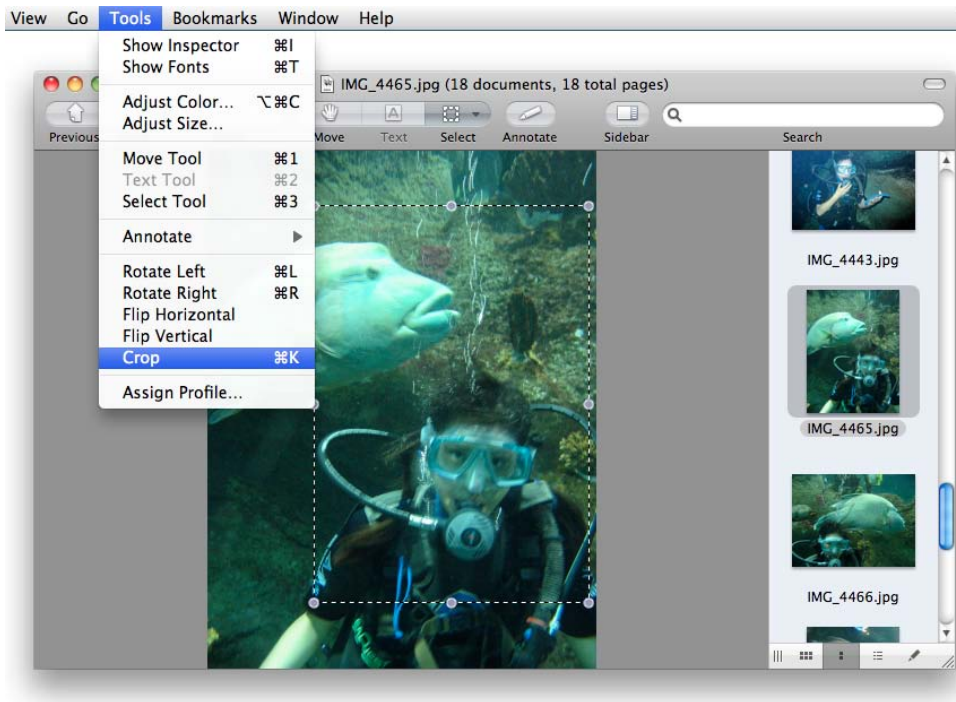 View Go Tools Bookmarks Window Help
Show Inspector ⌘I
Show Fonts ⌘T
Adjust Color... ⌥⌘C
Adjust Size...
Move Tool ⌘1
Text Tool ⌘2
Select Tool ⌘3
Annotate
Rotate Left ⌘L
Rotate Right ⌘R
Flip Horizontal
Flip Vertical
Crop ⌘K
Assign Profile...
IMG_4465.jpg (18 documents, 18 total pages)
Previous Move Text Select Annotate Sidebar Search
IMG_4443.jpg
IMG_4465.jpg
IMG_4466.jpg